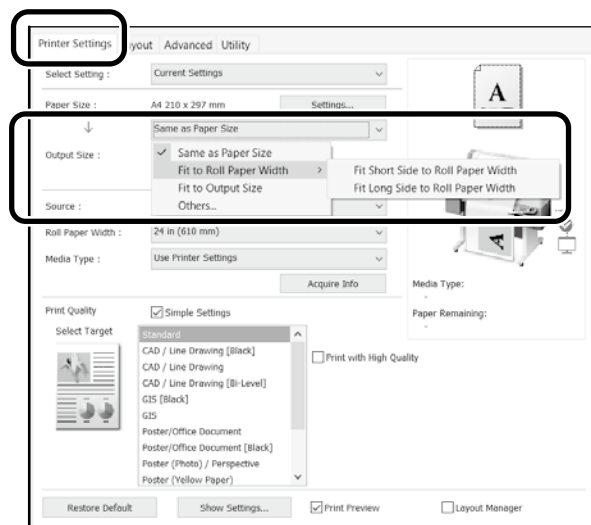 Printer Settings yout Advanced Utility
Select Setting : Current Settings
Paper Size : A4 210 x 297 mm Settings...
Same as Paper Size
Output Size :
Same as Paper Size
Fit to Roll Paper Width
Fit to Output Size
Others...
Fit Short Side to Roll Paper Width
Fit Long Side to Roll Paper Width
Source :
Roll Paper Width : 24 in (610 mm)
Media Type : Use Printer Settings
Acquire Info
Print Quality Simple Settings
Select Target
Standard
CAD / Line Drawing [Black]
CAD / Line Drawing
CAD / Line Drawing [Bi-Level]
GIS [Black]
GIS
Poster/Office Document
Poster/Office Document [Black]
Poster (Photo) / Perspective
Poster (Yellow Paper)
Print with High Quality
A
A
...
Media Type:
-
Paper Remaining:
-
Restore Default Show Settings... Print Preview Layout Manager